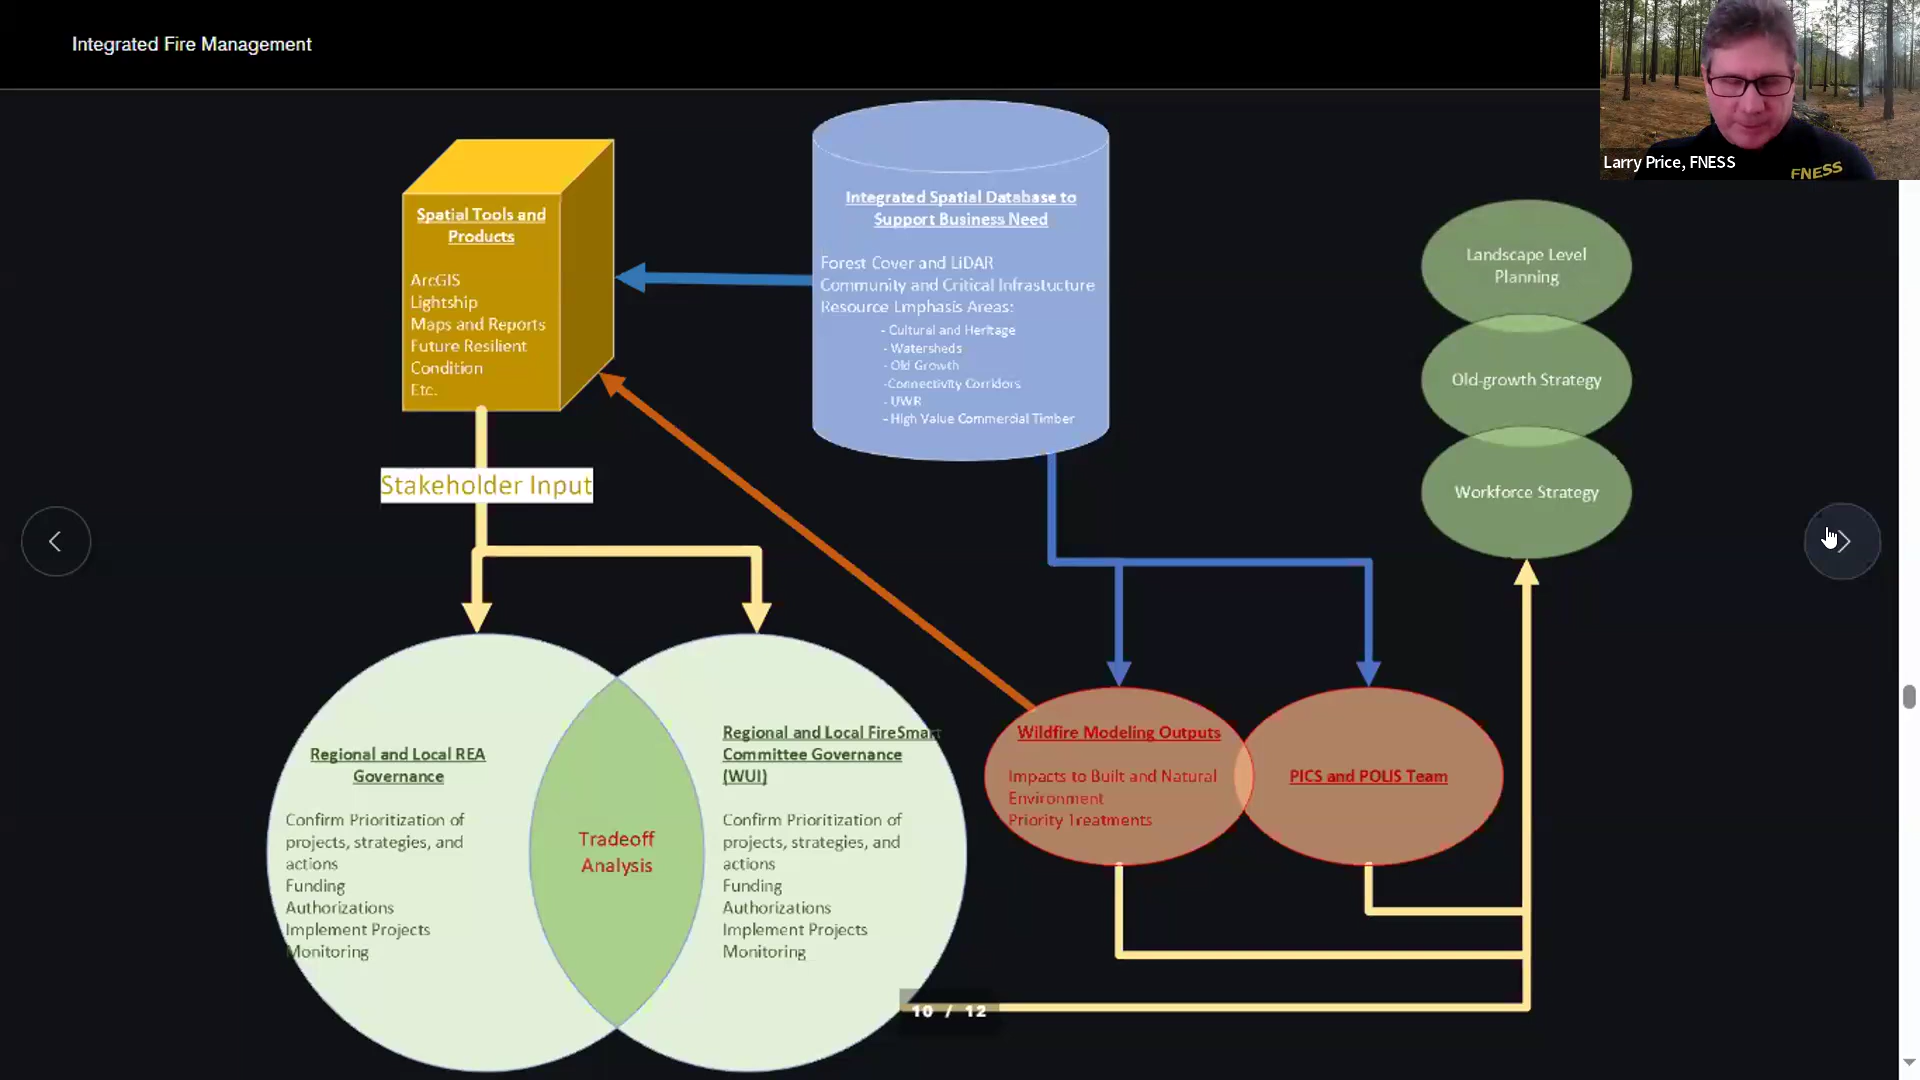 Integrated Fire Management
Larry Price, FNESS
FNESS
Spatial Tools and
Products
ArcGIS
Lightship
Maps and Reports
Future Resilient
Condition
Etc.
Integrated Spatial Database to
Support Business Need
Forest Cover and LiDAR
Community and Critical Infrastucture
Resource Emphasis Areas:
- Cultural and Heritage
- Watersheds
- Old Growth
-Connectivity Corridors
- UWR
- High Value Commercial Timber
Landscape Level
Planning
Old-growth Strategy
Workforce Strategy
Stakeholder Input
Regional and Local REA
Governance
Confirm Prioritization of
projects, strategies, and
actions
Funding
Authorizations
Implement Projects
Monitoring
Tradeoff
Analysis
Regional and Local FireSmart
Committee Governance
(WUI)
Confirm Prioritization of
projects, strategies, and
actions
Funding
Authorizations
Implement Projects
Monitoring
Wildfire Modeling Outputs
Impacts to Built and Natural
Environment
Priority Treatments
PICS and POLIS Team
10 / 12